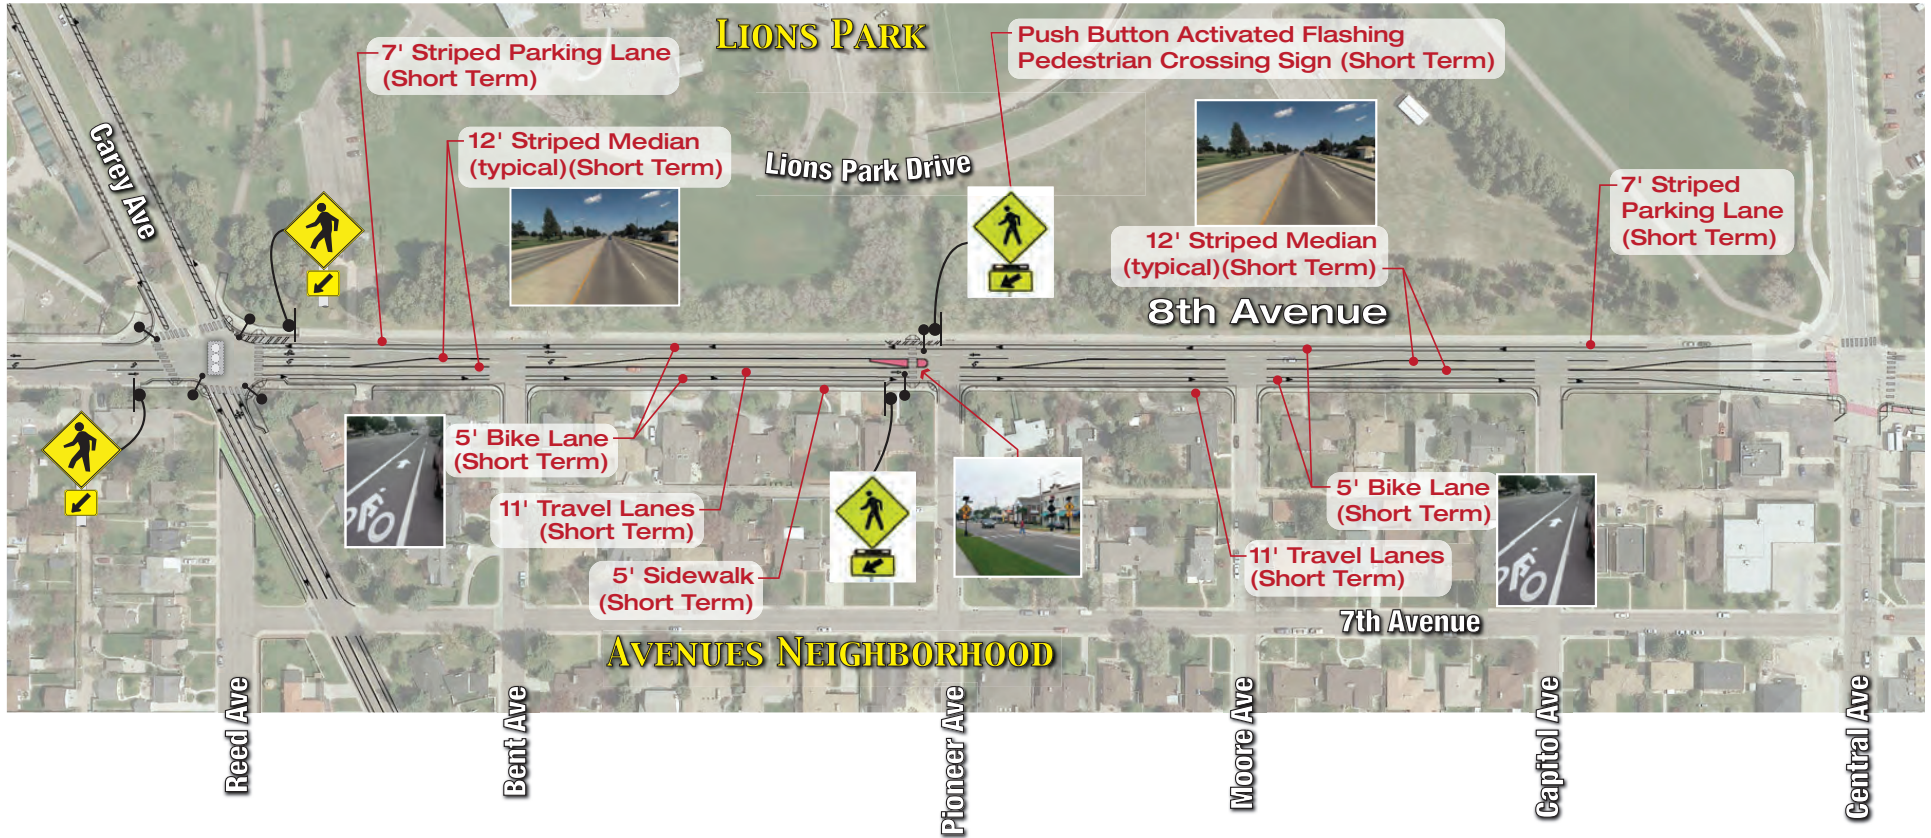 LIONS PARK
7' Striped Parking Lane
(Short Term)
Push Button Activated Flashing
Pedestrian Crossing Sign (Short Term)
12' Striped Median
(typical)(Short Term)
Lions Park Drive
Carey Ave
7' Striped
Parking Lane
(Short Term)
12' Striped Median
(typical)(Short Term)
8th Avenue
5' Bike Lane
(Short Term)
11' Travel Lanes
(Short Term)
5' Sidewalk
(Short Term)
5' Bike Lane
(Short Term)
11' Travel Lanes
(Short Term)
7th Avenue
AVENUES NEIGHBORHOOD
Reed Ave
Bent Ave
Pioneer Ave
Moore Ave
Capitol Ave
Central Ave